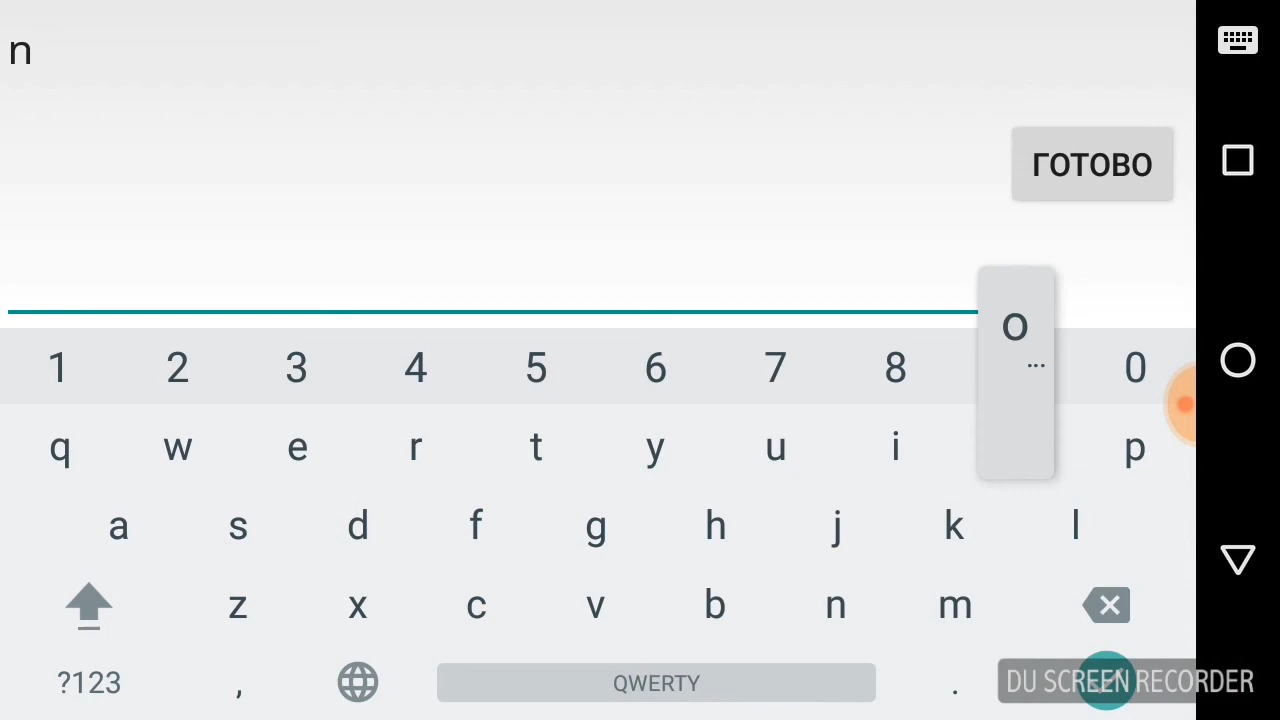 n
ГОТОВО
o
...
1 2 3 4 5 6 7 8 0
q w e r t y u i p
a s d f g h j k l
z x c v b n m
?123 , QWERTY .
DU SCREEN RECORDER